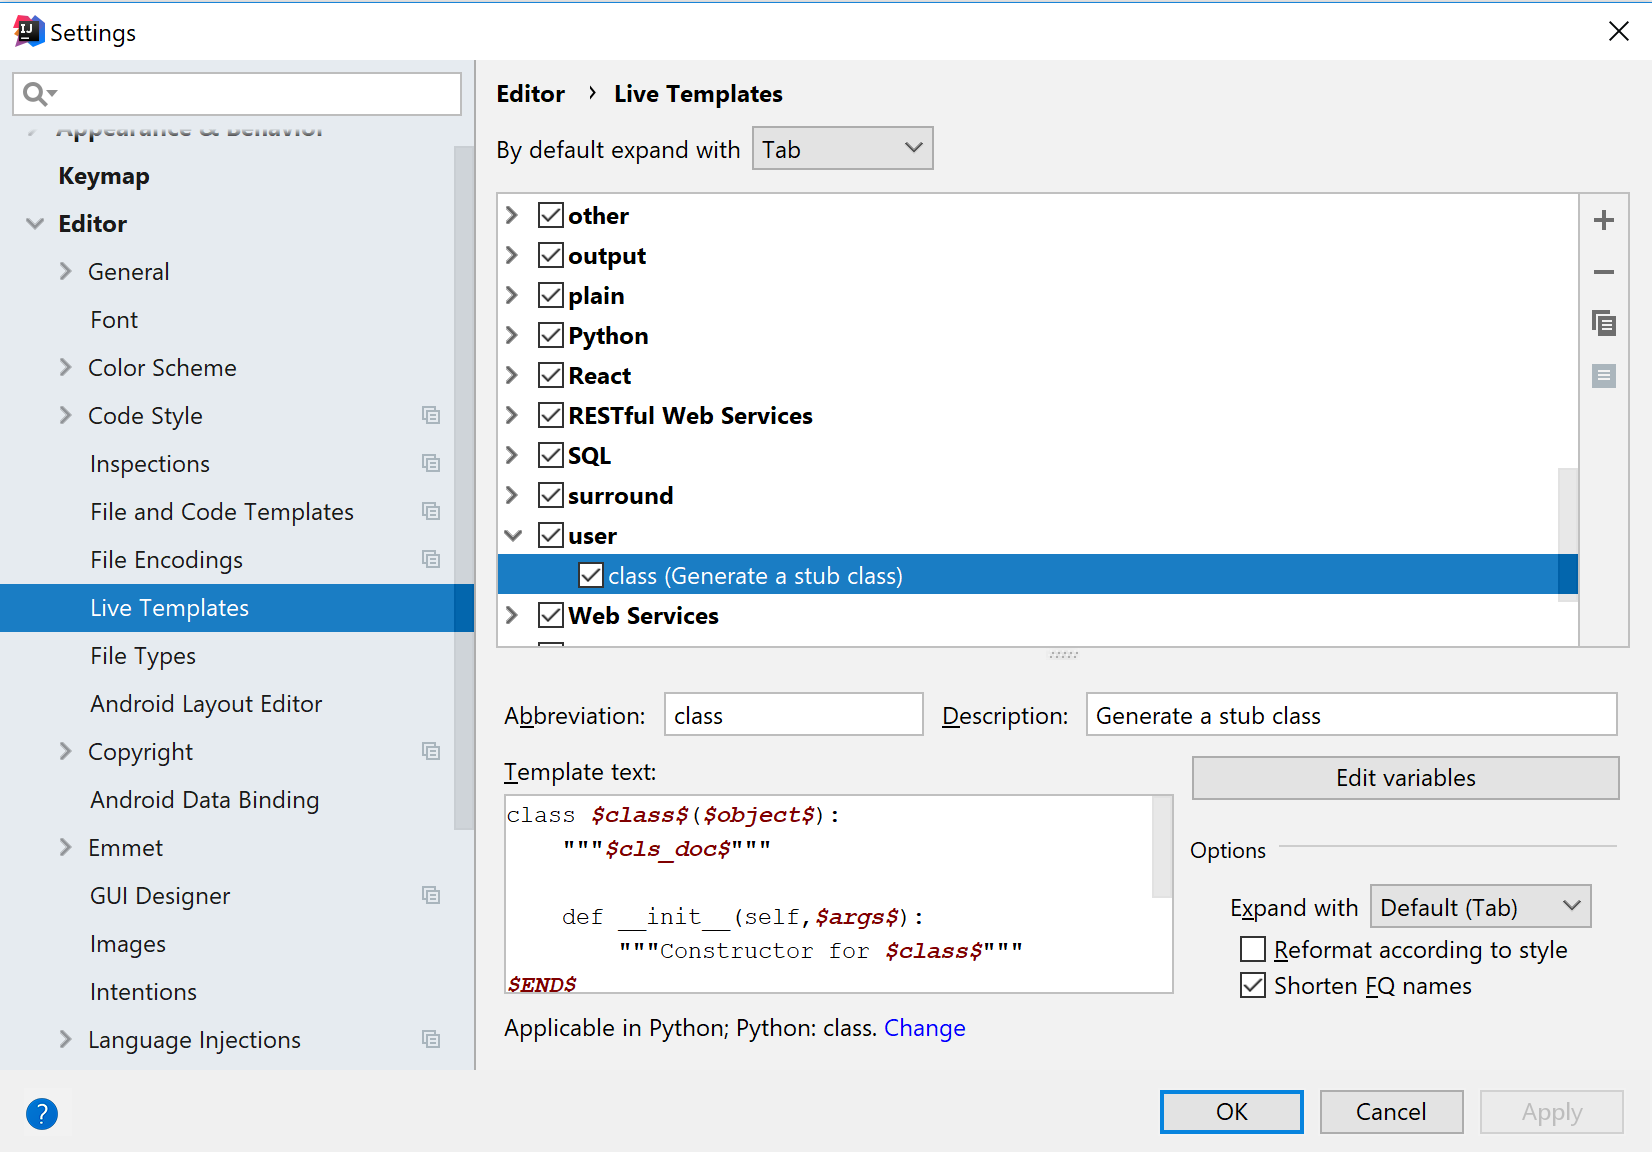 Settings
Appearance & Behavior
Keymap
Editor
General
Font
Color Scheme
Code Style
Inspections
File and Code Templates
File Encodings
Live Templates
File Types
Android Layout Editor
Copyright
Android Data Binding
Emmet
GUI Designer
Images
Intentions
Language Injections
Editor › Live Templates
By default expand with Tab
other
output
plain
Python
React
RESTful Web Services
SQL
surround
user
class (Generate a stub class)
Web Services
Abbreviation: class Description: Generate a stub class
Template text:
class $class$($object$):
"""$cls_doc$"""
def __init__(self,$args$):
"""Constructor for $class$"""
$END$
Edit variables
Options
Expand with Default (Tab)
Reformat according to style
Shorten FQ names
Applicable in Python; Python: class. Change
?
OK Cancel Apply